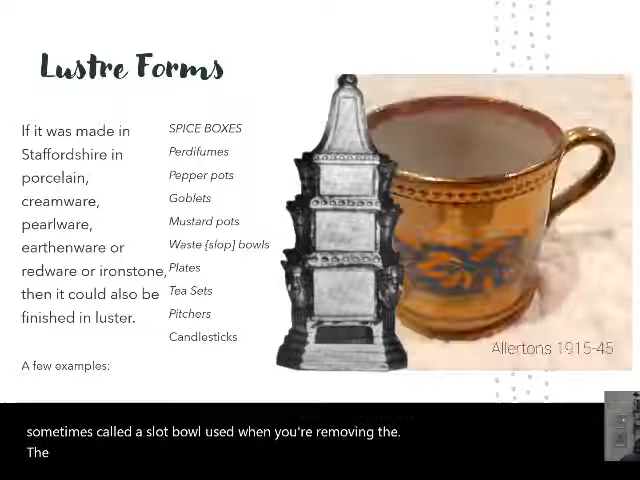 Lustre Forms
If it was made in
Staffordshire in
porcelain,
creamware,
pearlware,
earthenware or
redware or ironstone,
then it could also be
finished in luster.
A few examples:
SPICE BOXES
Perdifumes
Pepper pots
Goblets
Mustard pots
Waste {slop] bowls
Plates
Tea Sets
Pitchers
Candlesticks
Allertons 1915-45
sometimes called a slot bowl used when you're removing the.
The